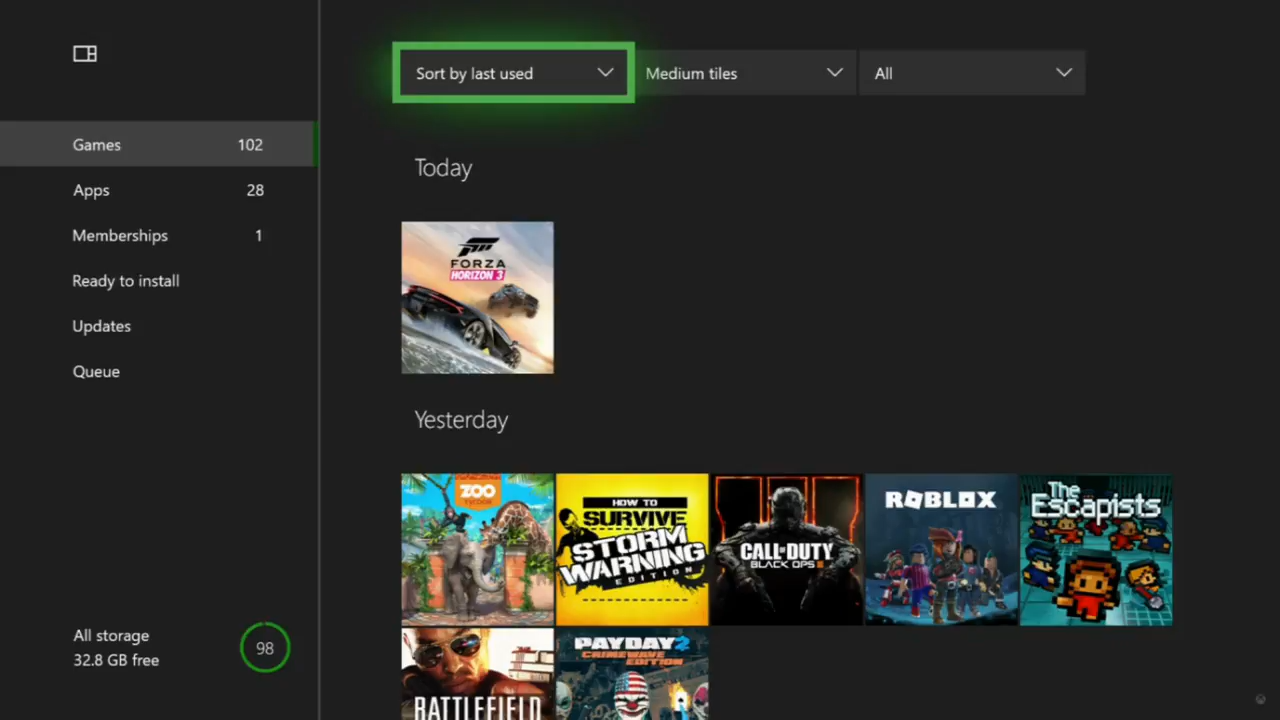 Sort by last used
Medium tiles
All
Games 102
Apps 28
Memberships 1
Ready to install
Updates
Queue
All storage
32.8 GB free
98
Today
FORZA
HORIZON 3
Yesterday
ZOO
TYCOON
HOW TO
SURVIVE
STORM
WARNING
EDITION
CALL OF DUTY
BLACK OPS III
ROBLOX
The
Escapists
BATTLEFIELD
PAYDAY 2
CRIMEWAVE
EDITION